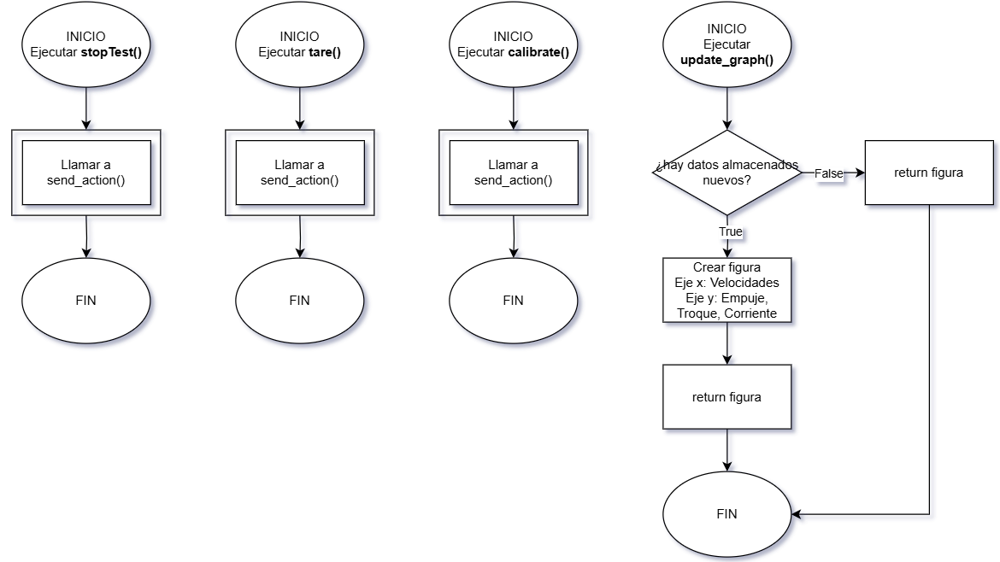 INICIO
Ejecutar stopTest()
Llamar a
send_action()
FIN
INICIO
Ejecutar tare()
Llamar a
send_action()
FIN
INICIO
Ejecutar calibrate()
Llamar a
send_action()
FIN
INICIO
Ejecutar
update_graph()
¿hay datos almacenados
nuevos?
False
return figura
True
Crear figura
Eje x: Velocidades
Eje y: Empuje,
Troque, Corriente
return figura
FIN